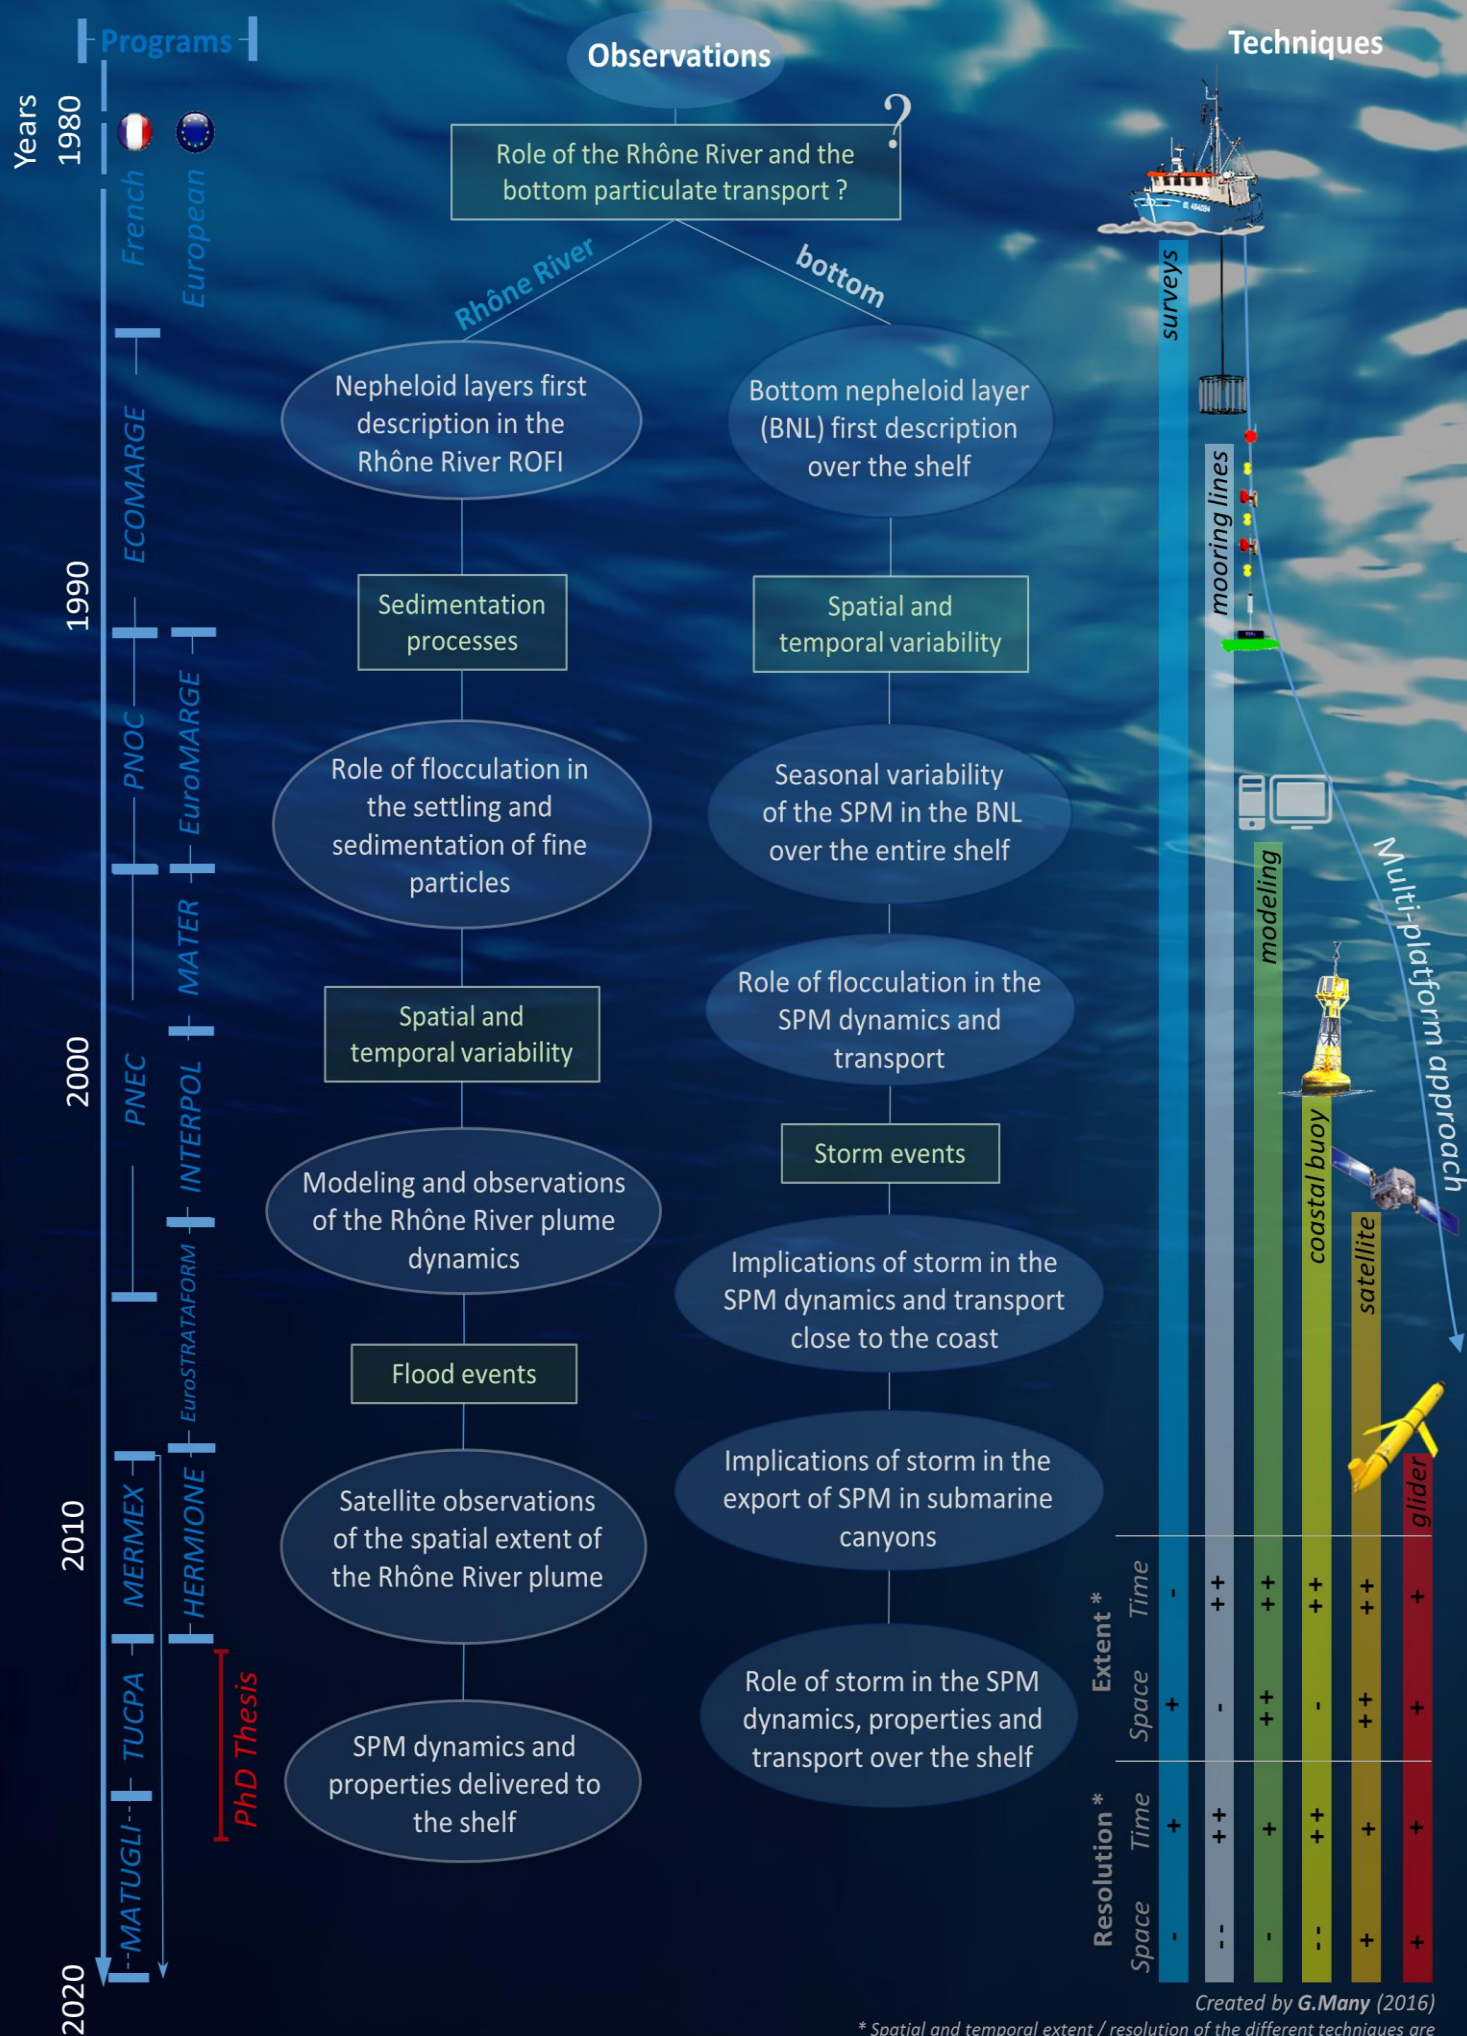 Programs
Observations
Techniques
Years
1980
1990
2000
2010
2020
French
European
ECOMARGE
PNOC
EuroMARGE
PNEC
MATER
INTERPOL
EuroSTRATAFORM
MERMEX
HERMIONE
TUCPA
MATUGLI
PhD Thesis
?
Role of the Rhône River and the
bottom particulate transport ?
Rhône River
bottom
Nepheloid layers first
description in the
Rhône River ROFI
Sedimentation
processes
Role of flocculation in
the settling and
sedimentation of fine
particles
Spatial and
temporal variability
Modeling and observations
of the Rhône River plume
dynamics
Flood events
Satellite observations
of the spatial extent of
the Rhône River plume
SPM dynamics and
properties delivered to
the shelf
Bottom nepheloid layer
(BNL) first description
over the shelf
Spatial and
temporal variability
Seasonal variability
of the SPM in the BNL
over the entire shelf
Role of flocculation in the
SPM dynamics and
transport
Storm events
Implications of storm in the
SPM dynamics and transport
close to the coast
Implications of storm in the
export of SPM in submarine
canyons
Role of storm in the SPM
dynamics, properties and
transport over the shelf
surveys
mooring lines
modeling
coastal buoy
satellite
glider
Multi-platform approach
Extent *
Time
- ++ ++ ++ ++ +
Space
+ - ++ - ++ +
Resolution *
Time
+ ++ + ++ + +
Space
- -- - -- + +
Created by G.Many (2016)
* Spatial and temporal extent / resolution of the different techniques are